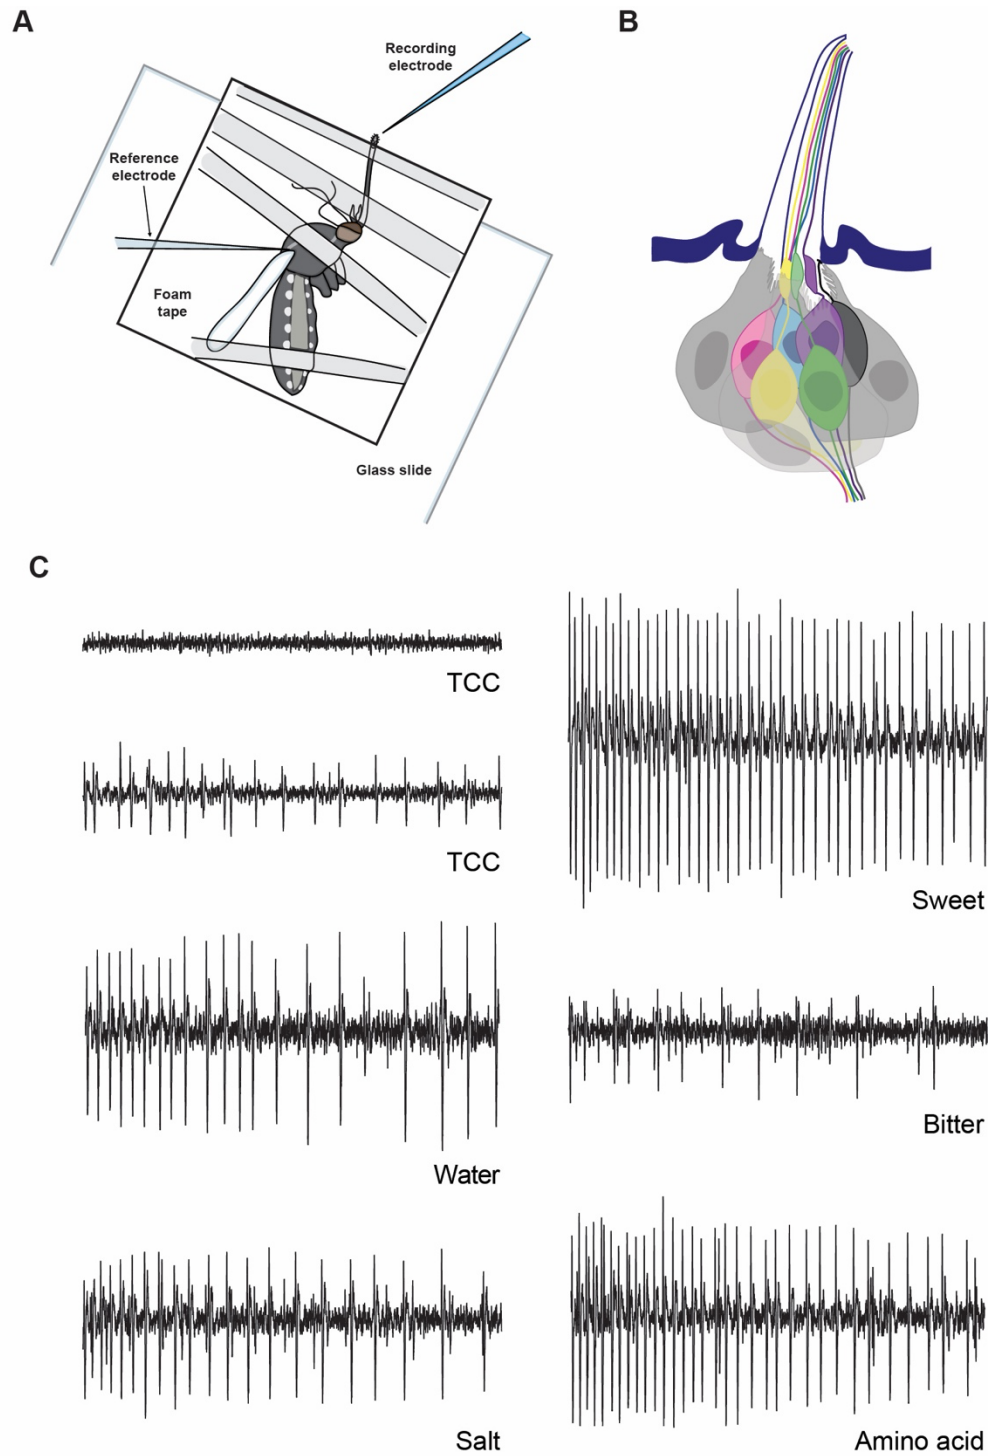 A
Recording
electrode
Reference
electrode
Foam
tape
Glass slide
B
C
TCC
TCC
Water
Salt
Sweet
Bitter
Amino acid